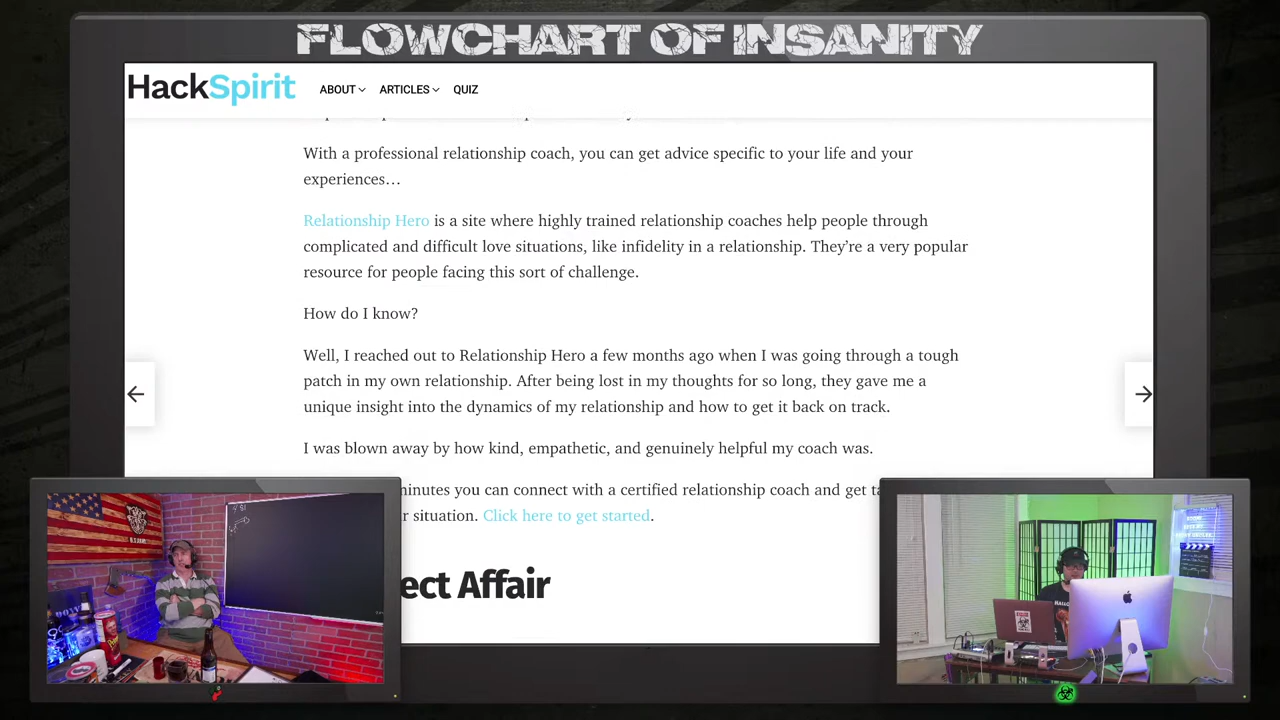 FLOWCHART OF INSANITY
HackSpirit
ABOUT ARTICLES QUIZ
With a professional relationship coach, you can get advice specific to your life and your
experiences…
Relationship Hero is a site where highly trained relationship coaches help people through
complicated and difficult love situations, like infidelity in a relationship. They’re a very popular
resource for people facing this sort of challenge.
How do I know?
Well, I reached out to Relationship Hero a few months ago when I was going through a tough
patch in my own relationship. After being lost in my thoughts for so long, they gave me a
unique insight into the dynamics of my relationship and how to get it back on track.
I was blown away by how kind, empathetic, and genuinely helpful my coach was.
minutes you can connect with a certified relationship coach and get
situation. Click here to get started.
ect Affair